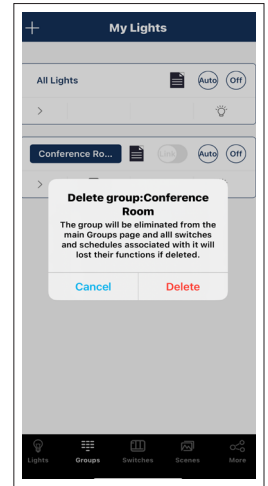 + My Lights
All Lights Auto Off
>
Conference Ro... Link Auto Off
>
Delete group:Conference
Room
The group will be eliminated from the
main Groups page and alll switches
and schedules associated with it will
lost their functions if deleted.
Cancel Delete
Lights Groups Switches Scenes More